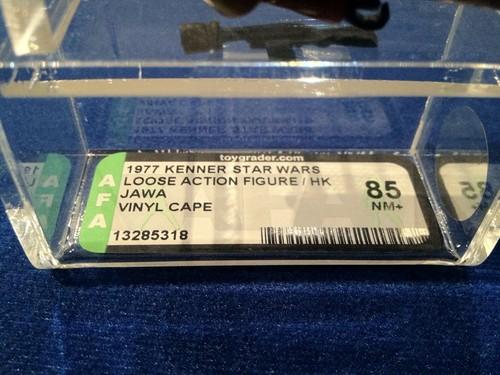 toygrader.com
AFA
1977 KENNER STAR WARS
LOOSE ACTION FIGURE / HK
JAWA
VINYL CAPE
85
NM+
13285318